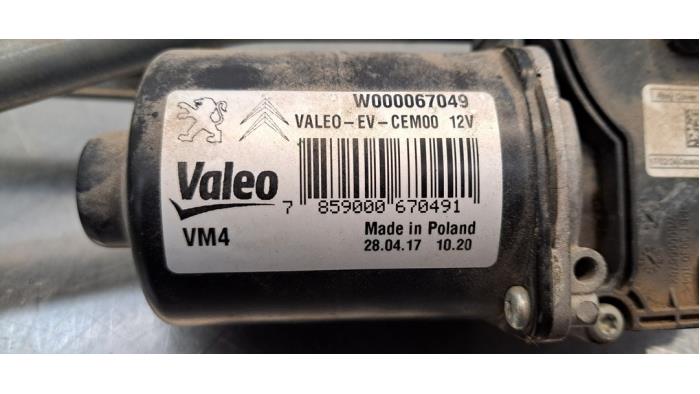 W000067049
VALEO-EV-CEM00 12V
Valeo
7 859000 670491
VM4
Made in Poland
28.04.17 10.20